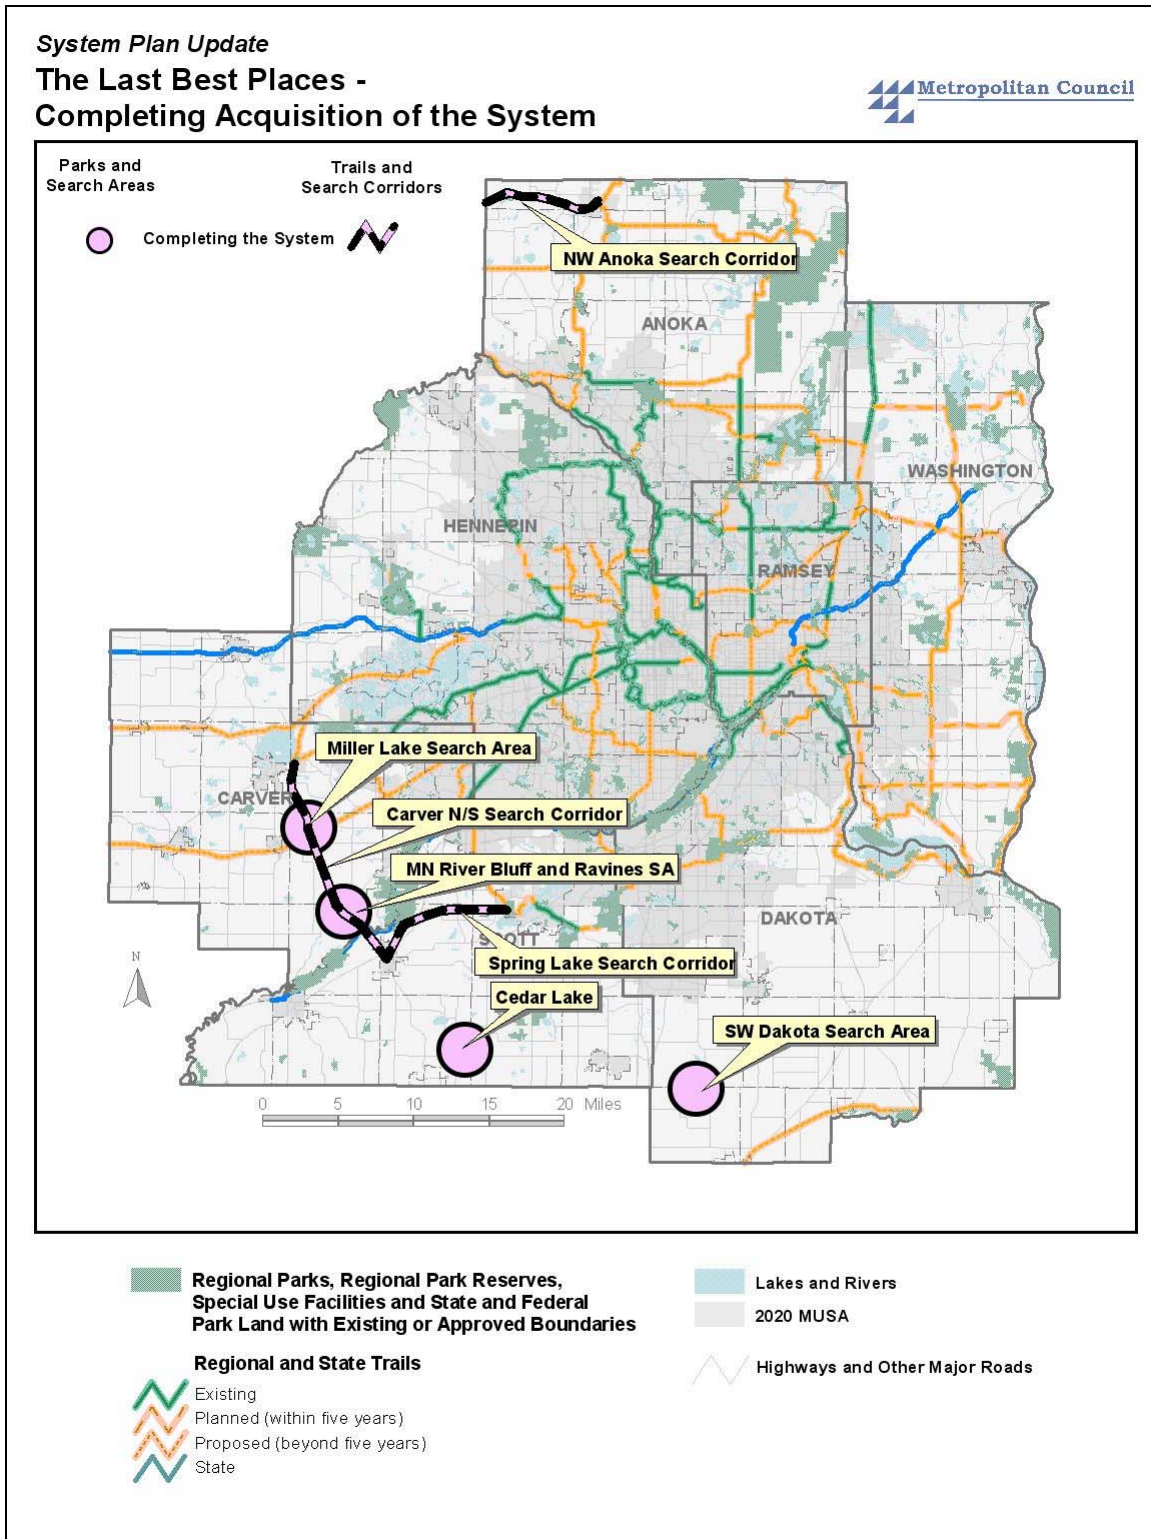 System Plan Update
The Last Best Places -
Completing Acquisition of the System
Metropolitan Council
Parks and
Search Areas
Trails and
Search Corridors
Completing the System
NW Anoka Search Corridor
ANOKA
WASHINGTON
HENNEPIN
RAMSEY
Miller Lake Search Area
CARVER
Carver N/S Search Corridor
MN River Bluff and Ravines SA
DAKOTA
SCOTT
Spring Lake Search Corridor
N
Cedar Lake
SW Dakota Search Area
0 5 10 15 20 Miles
Regional Parks, Regional Park Reserves,
Special Use Facilities and State and Federal
Park Land with Existing or Approved Boundaries
Lakes and Rivers
2020 MUSA
Regional and State Trails
Highways and Other Major Roads
Existing
Planned (within five years)
Proposed (beyond five years)
State